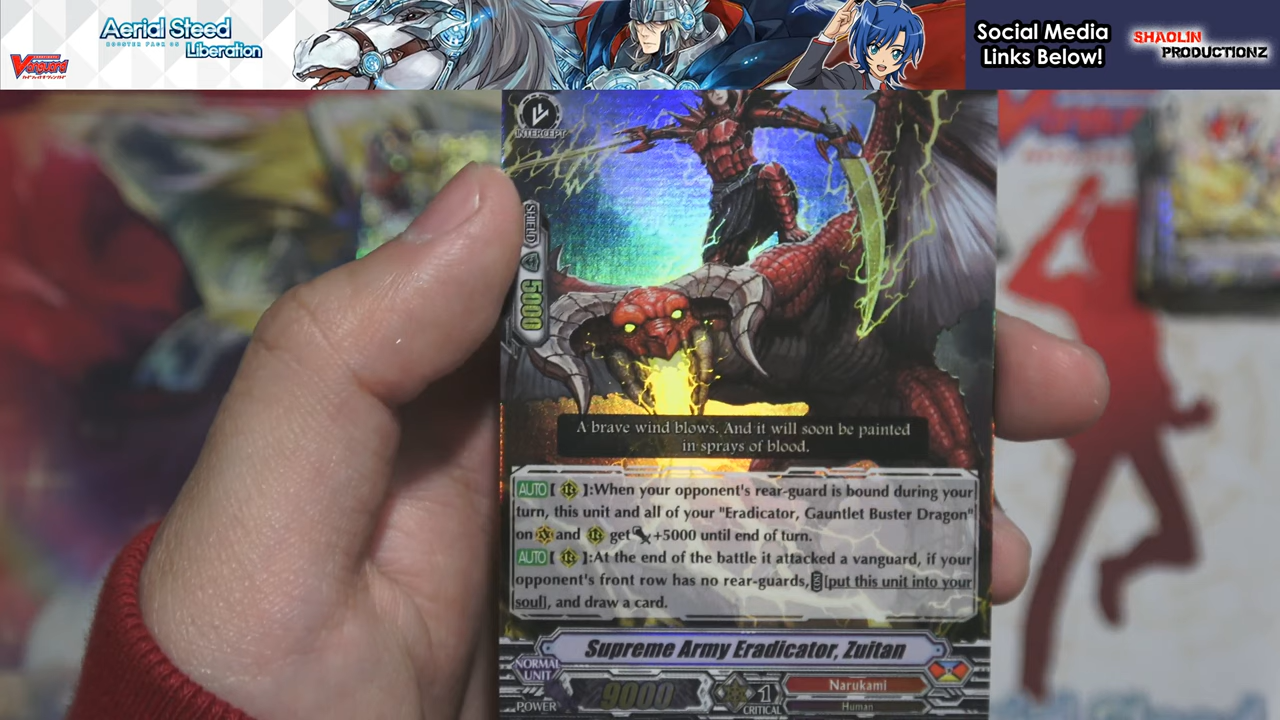 Aerial Steed
BOOSTER PACK 05
Liberation
Vanguard
Social Media
Links Below!
SHAOLIN
PRODUCTIONZ
INTERCEPT
SHIELD
5000
A brave wind blows. And it will soon be painted
in sprays of blood.
AUTO [ ]:When your opponent's rear-guard is bound during your
turn, this unit and all of your "Eradicator, Gauntlet Buster Dragon"
on and get +5000 until end of turn.
AUTO [ ]:At the end of the battle it attacked a vanguard, if your
opponent's front row has no rear-guards, [put this unit into your
soul], and draw a card.
Supreme Army Eradicator, Zuitan
NORMAL
UNIT
POWER
9000
1
CRITICAL
Narukami
Human